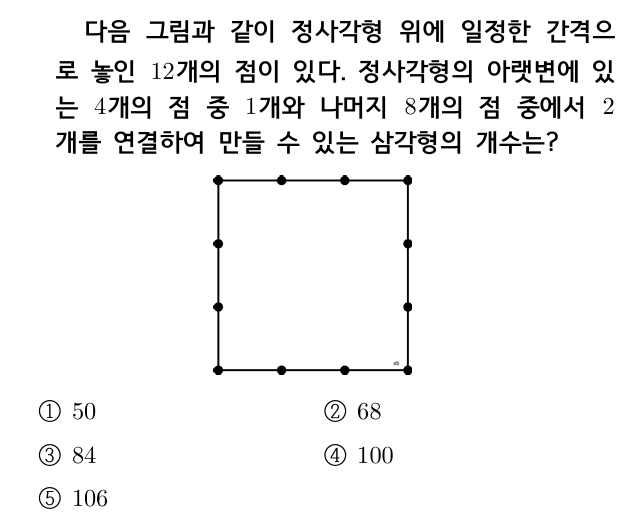 다음 그림과 같이 정사각형 위에 일정한 간격으
로 놓인 12개의 점이 있다. 정사각형의 아랫변에 있
는 4개의 점 중 1개와 나머지 8개의 점 중에서 2
개를 연결하여 만들 수 있는 삼각형의 개수는?
① 50 ② 68
③ 84 ④ 100
⑤ 106